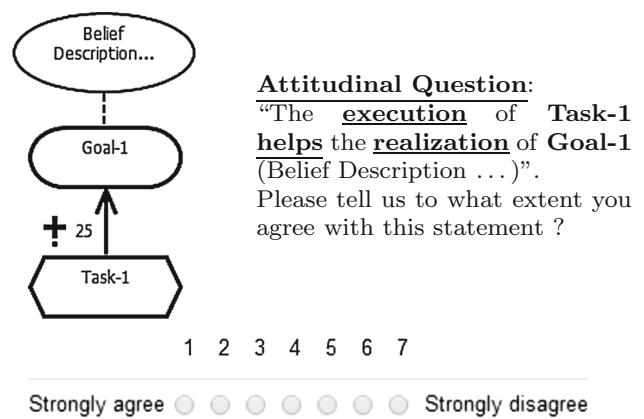 Belief
Description...
Goal-1
25
Task-1
Attitudinal Question:
“The execution of Task-1
helps the realization of Goal-1
(Belief Description ...)”.
Please tell us to what extent you
agree with this statement ?
1 2 3 4 5 6 7
Strongly agree Strongly disagree